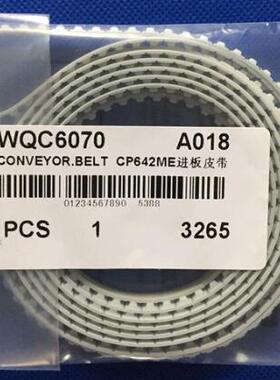 WQC6070 A018
CONVEYOR.BELT CP642ME进板皮带
01234567890 5388
PCS 1 3265